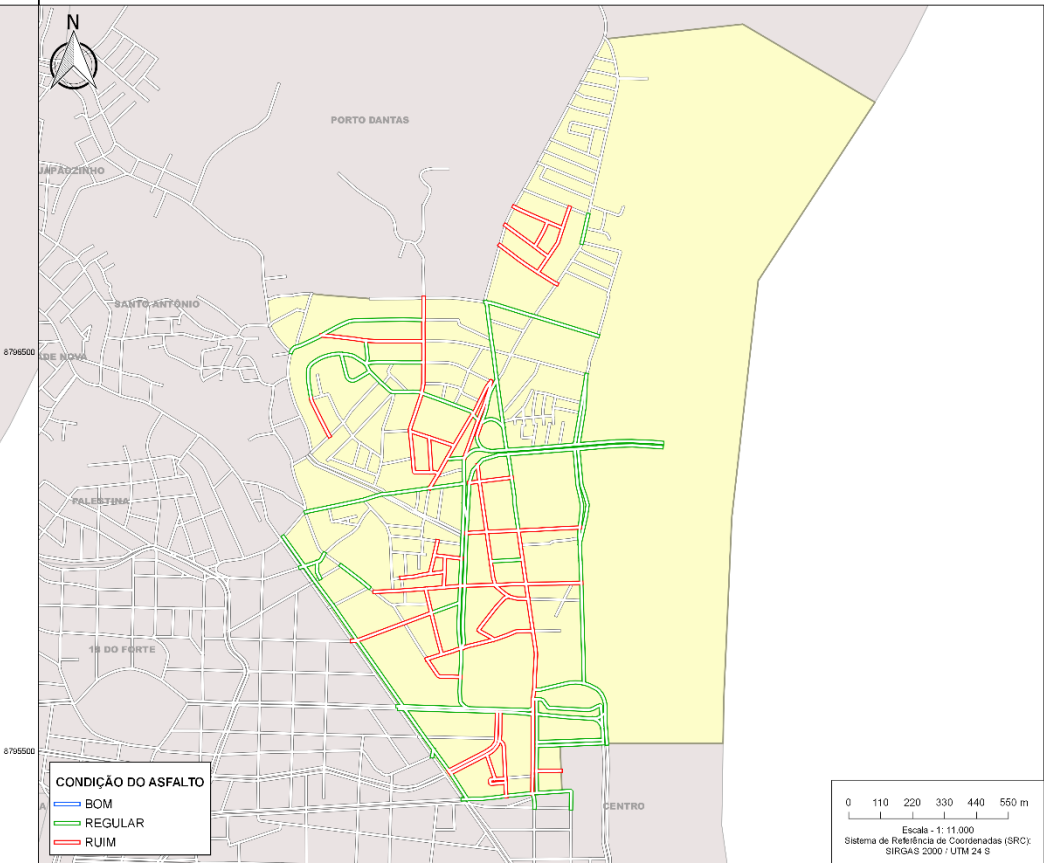 N
PORTO DANTAS
JAPÃOZINHO
SANTO ANTÔNIO
8796500
DE NOVA
PALESTINA
18 DO FORTE
8795500
CONDIÇÃO DO ASFALTO
BOM
REGULAR
RUIM
A
CENTRO
0 110 220 330 440 550 m
Escala - 1: 11.000
Sistema de Referência de Coordenadas (SRC):
SIRGAS 2000 / UTM 24 S